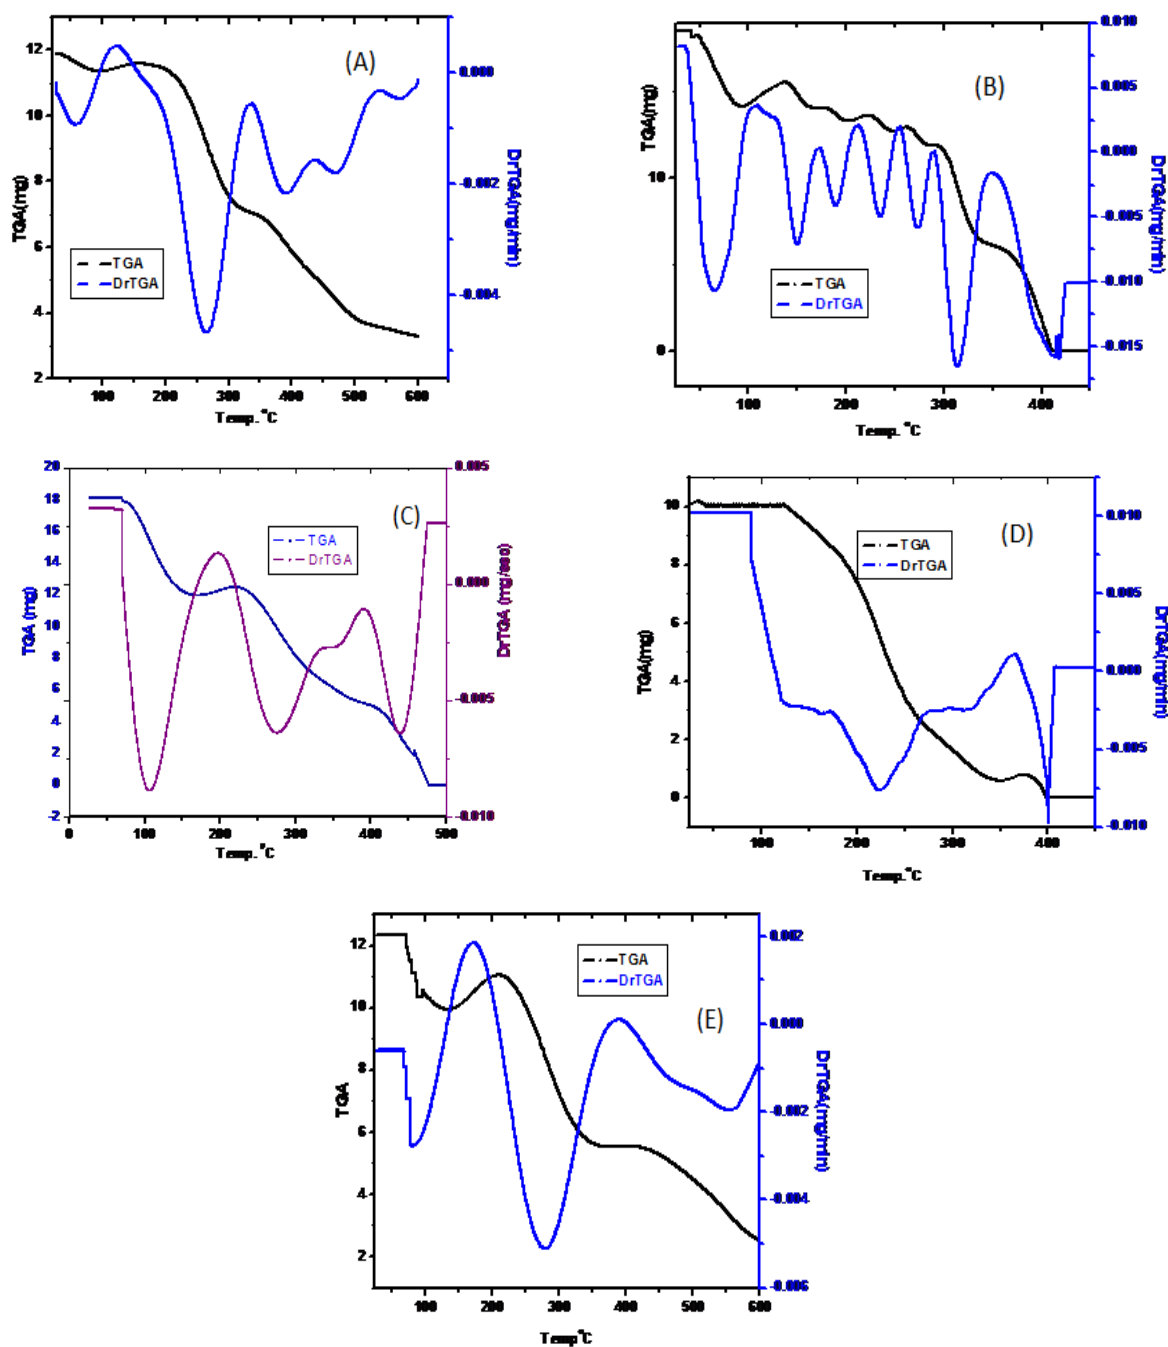 (A)
12
10
8
6
4
2
TGA(mg)
0.000
-0.002
-0.004
DrTGA(mg/min)
TGA
DrTGA
100 200 300 400 500 600
Temp.°C
(B)
10
0
TGA(mg)
0.010
0.005
0.000
-0.005
-0.010
-0.015
DrTGA(mg/min)
TGA
DrTGA
100 200 300 400
Temp.°C
(C)
20
18
16
14
12
10
8
6
4
2
0
-2
TGA (mg)
0.005
0.000
-0.005
-0.010
DrTGA (mg/sec)
TGA
DrTGA
0 100 200 300 400 500
Temp.°C
(D)
10
8
6
4
2
0
TGA(mg)
0.010
0.005
0.000
-0.005
-0.010
DrTGA(mg/min)
TGA
DrTGA
100 200 300 400
Temp.°C
(E)
12
10
8
6
4
2
TGA
0.002
0.000
-0.002
-0.004
-0.006
DrTGA(mg/min)
TGA
DrTGA
100 200 300 400 500 600
Temp°C